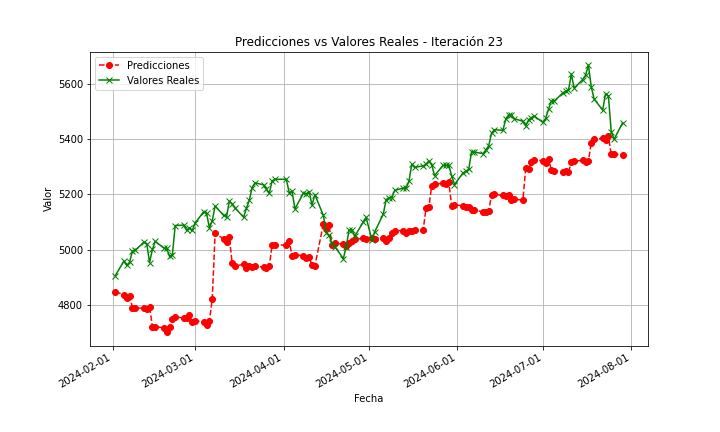 Predicciones vs Valores Reales - Iteración 23
Predicciones
Valores Reales
Valor
5600
5400
5200
5000
4800
2024-02-01
2024-03-01
2024-04-01
2024-05-01
2024-06-01
2024-07-01
2024-08-01
Fecha